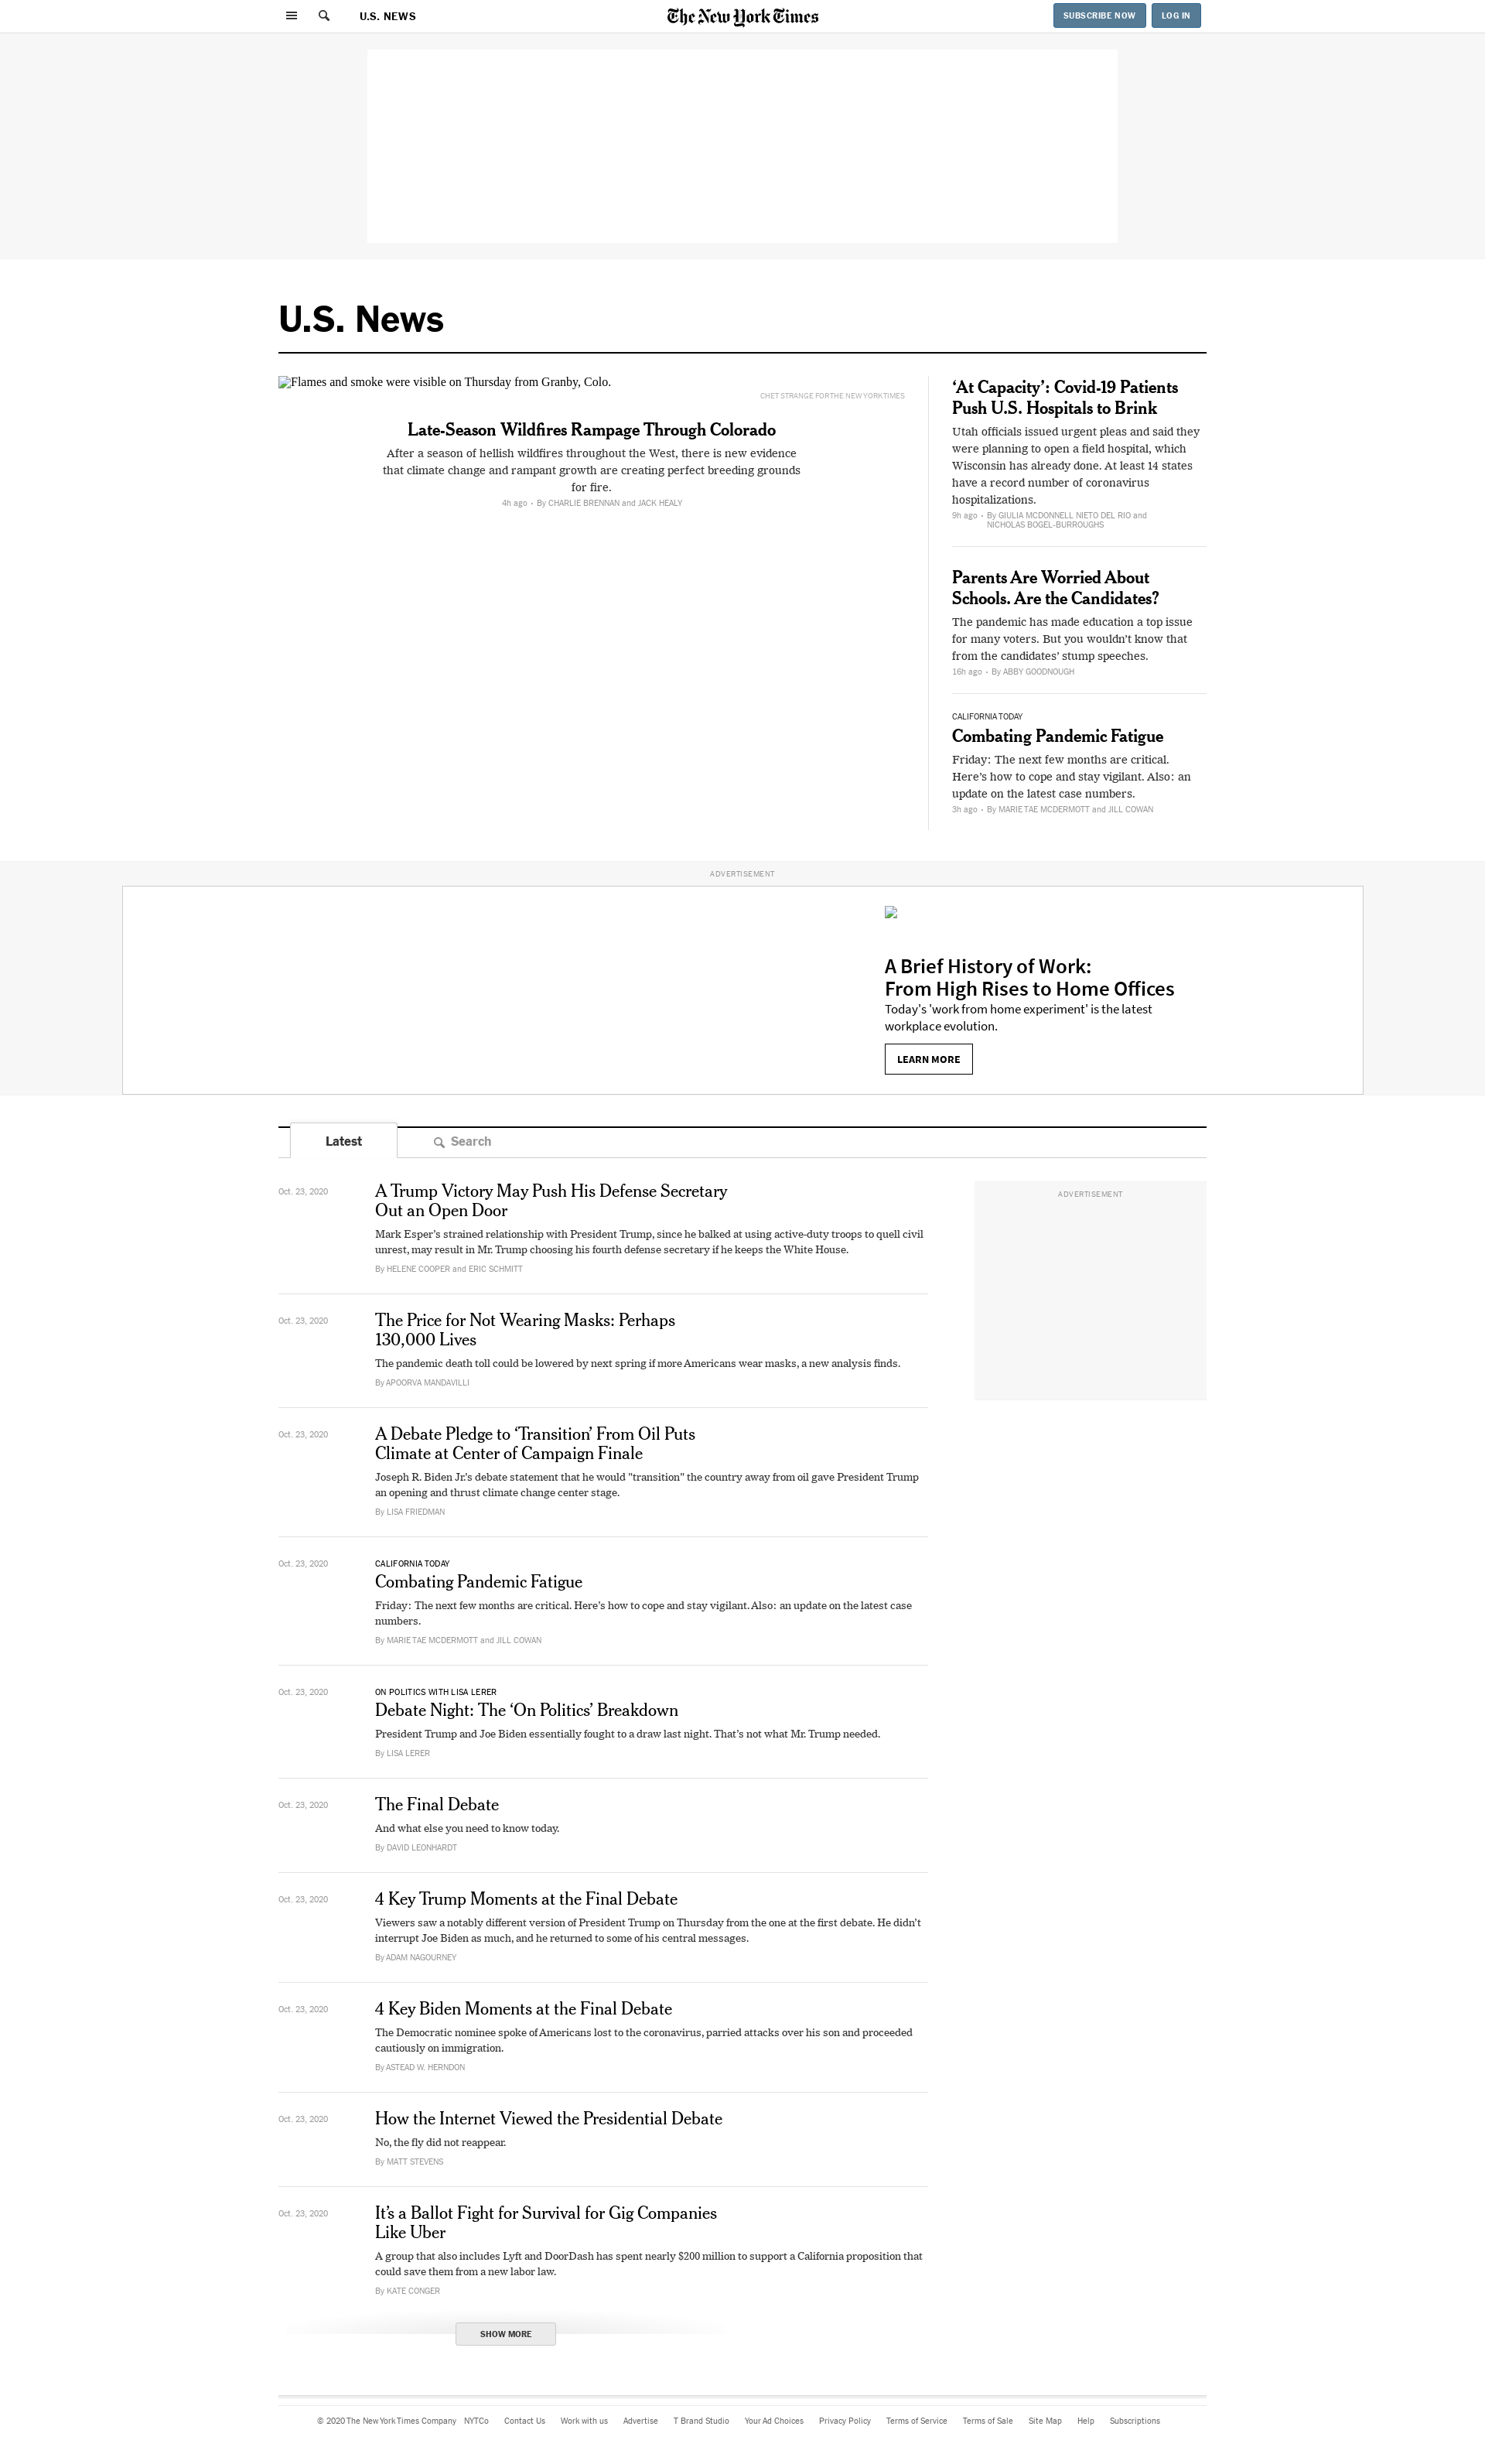 U.S. NEWS
The New York Times
SUBSCRIBE NOW
LOG IN
U.S. News
Flames and smoke were visible on Thursday from Granby, Colo.
CHET STRANGE FOR THE NEW YORK TIMES
Late-Season Wildfires Rampage Through Colorado
After a season of hellish wildfires throughout the West, there is new evidence
that climate change and rampant growth are creating perfect breeding grounds
for fire.
4h ago • By CHARLIE BRENNAN and JACK HEALY
‘At Capacity’: Covid-19 Patients
Push U.S. Hospitals to Brink
Utah officials issued urgent pleas and said they
were planning to open a field hospital, which
Wisconsin has already done. At least 14 states
have a record number of coronavirus
hospitalizations.
9h ago • By GIULIA MCDONNELL NIETO DEL RIO and
NICHOLAS BOGEL-BURROUGHS
Parents Are Worried About
Schools. Are the Candidates?
The pandemic has made education a top issue
for many voters. But you wouldn’t know that
from the candidates’ stump speeches.
16h ago • By ABBY GOODNOUGH
CALIFORNIA TODAY
Combating Pandemic Fatigue
Friday: The next few months are critical.
Here’s how to cope and stay vigilant. Also: an
update on the latest case numbers.
3h ago • By MARIE TAE MCDERMOTT and JILL COWAN
ADVERTISEMENT
A Brief History of Work:
From High Rises to Home Offices
Today's 'work from home experiment' is the latest
workplace evolution.
LEARN MORE
Latest
Search
Oct. 23, 2020
A Trump Victory May Push His Defense Secretary
Out an Open Door
Mark Esper’s strained relationship with President Trump, since he balked at using active-duty troops to quell civil
unrest, may result in Mr. Trump choosing his fourth defense secretary if he keeps the White House.
By HELENE COOPER and ERIC SCHMITT
ADVERTISEMENT
Oct. 23, 2020
The Price for Not Wearing Masks: Perhaps
130,000 Lives
The pandemic death toll could be lowered by next spring if more Americans wear masks, a new analysis finds.
By APOORVA MANDAVILLI
Oct. 23, 2020
A Debate Pledge to ‘Transition’ From Oil Puts
Climate at Center of Campaign Finale
Joseph R. Biden Jr.'s debate statement that he would "transition" the country away from oil gave President Trump
an opening and thrust climate change center stage.
By LISA FRIEDMAN
Oct. 23, 2020
CALIFORNIA TODAY
Combating Pandemic Fatigue
Friday: The next few months are critical. Here’s how to cope and stay vigilant. Also: an update on the latest case
numbers.
By MARIE TAE MCDERMOTT and JILL COWAN
Oct. 23, 2020
ON POLITICS WITH LISA LERER
Debate Night: The ‘On Politics’ Breakdown
President Trump and Joe Biden essentially fought to a draw last night. That’s not what Mr. Trump needed.
By LISA LERER
Oct. 23, 2020
The Final Debate
And what else you need to know today.
By DAVID LEONHARDT
Oct. 23, 2020
4 Key Trump Moments at the Final Debate
Viewers saw a notably different version of President Trump on Thursday from the one at the first debate. He didn’t
interrupt Joe Biden as much, and he returned to some of his central messages.
By ADAM NAGOURNEY
Oct. 23, 2020
4 Key Biden Moments at the Final Debate
The Democratic nominee spoke of Americans lost to the coronavirus, parried attacks over his son and proceeded
cautiously on immigration.
By ASTEAD W. HERNDON
Oct. 23, 2020
How the Internet Viewed the Presidential Debate
No, the fly did not reappear.
By MATT STEVENS
Oct. 23, 2020
It’s a Ballot Fight for Survival for Gig Companies
Like Uber
A group that also includes Lyft and DoorDash has spent nearly $200 million to support a California proposition that
could save them from a new labor law.
By KATE CONGER
SHOW MORE
© 2020 The New York Times Company NYTCo Contact Us Work with us Advertise T Brand Studio Your Ad Choices Privacy Policy Terms of Service Terms of Sale Site Map Help Subscriptions